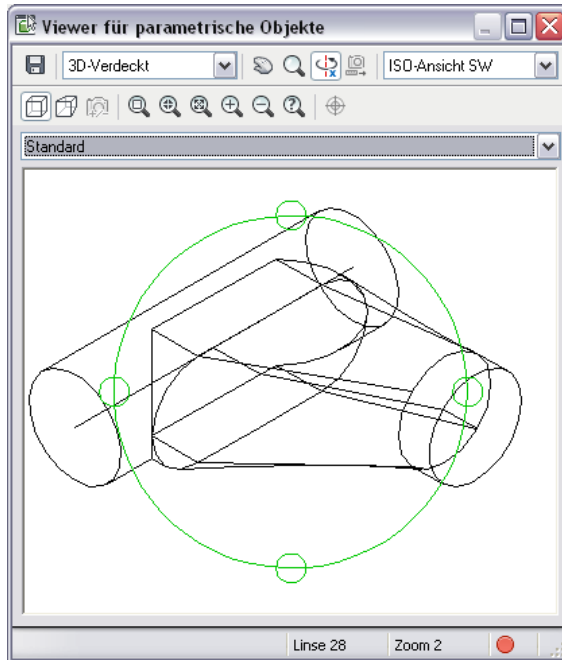 Viewer für parametrische Objekte
3D-Verdeckt
ISO-Ansicht SW
Standard
Linse 28
Zoom 2